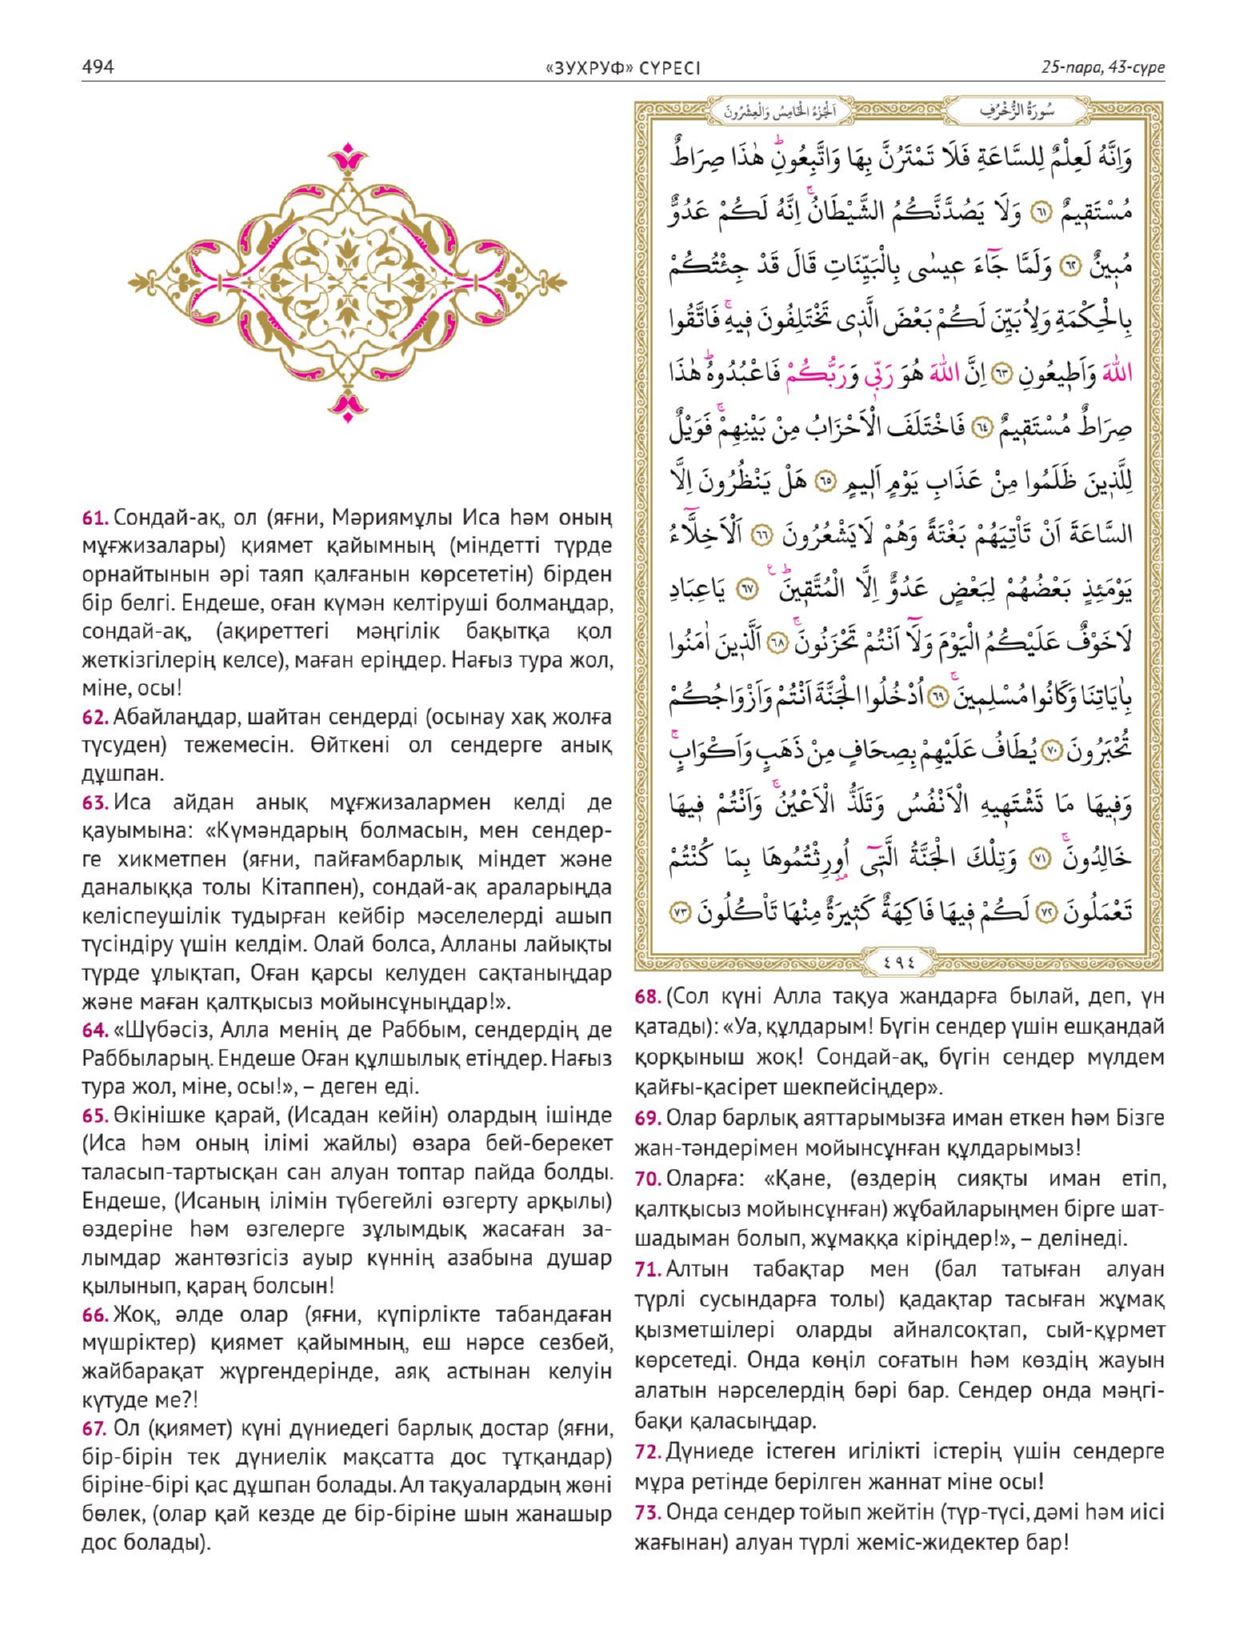 494
«ЗУХРУФ» СҮРЕСІ
25-пара, 43-сүре
61. Сондай-ақ, ол (яғни, Мәриямұлы Иса һәм оның
мұғжизалары) қиямет қайымның (міндетті түрде
орнайтынын әрі таяп қалғанын көрсететін) бірден
бір белгі. Ендеше, оған күмән келтіруші болмаңдар,
сондай-ақ, (ақиреттегі мәңгілік бақытқа қол
жеткізгілерің келсе), маған еріңдер. Нағыз тура жол,
міне, осы!
62. Абайлаңдар, шайтан сендерді (осынау хақ жолға
түсуден) тежемесін. Өйткені ол сендерге анық
дұшпан.
63. Иса айдан анық мұғжизалармен келді де
қауымына: «Күмәндарың болмасын, мен сендер-
ге хикметпен (яғни, пайғамбарлық міндет және
даналыққа толы Кітаппен), сондай-ақ араларыңда
келіспеушілік тудырған кейбір мәселелерді ашып
түсіндіру үшін келдім. Олай болса, Алланы лайықты
түрде ұлықтап, Оған қарсы келуден сақтаныңдар
және маған қалтқысыз мойынсұныңдар!».
64. «Шүбәсіз, Алла менің де Раббым, сендердің де
Раббыларың. Ендеше Оған құлшылық етіңдер. Нағыз
тура жол, міне, осы!», – деген еді.
65. Өкінішке қарай, (Исадан кейін) олардың ішінде
(Иса һәм оның ілімі жайлы) өзара бей-берекет
таласып-тартысқан сан алуан топтар пайда болды.
Ендеше, (Исаның ілімін түбегейлі өзгерту арқылы)
өздеріне һәм өзгелерге зұлымдық жасаған за-
лымдар жантөзгісіз ауыр күннің азабына душар
қылынып, қараң болсын!
66. Жоқ, әлде олар (яғни, күпірлікте табандаған
мүшріктер) қиямет қайымның, еш нәрсе сезбей,
жайбарақат жүргендерінде, аяқ астынан келуін
күтуде ме?!
67. Ол (қиямет) күні дүниедегі барлық достар (яғни,
бір-бірін тек дүниелік мақсатта дос тұтқандар)
біріне-бірі қас дұшпан болады. Ал тақуалардың жөні
бөлек, (олар қай кезде де бір-біріне шын жанашыр
дос болады).
سُورَةُ الزُّخْرُفِ
اَلْجُزْءُ الْخَامِسُ وَالْعِشْرُونَ
وَاِنَّهُ لَعِلْمٌ لِلسَّاعَةِ فَلَا تَمْتَرُنَّ بِهَا وَاتَّبِعُونِۜ هٰذَا صِرَاطٌ
مُسْتَقِيمٌ ٦١ وَلَا يَصُدَّنَّكُمُ الشَّيْطَانُۚ اِنَّهُ لَكُمْ عَدُوٌّ
مُبِينٌ ٦٢ وَلَمَّا جَٓاءَ عِيسٰى بِالْبَيِّنَاتِ قَالَ قَدْ جِئْتُكُمْ
بِالْحِكْمَةِ وَلِاُبَيِّنَ لَكُمْ بَعْضَ الَّذِى تَخْتَلِفُونَ فِيهِۚ فَاتَّقُوا
اللّٰهَ وَاَطِيعُونِ ٦٣ اِنَّ اللّٰهَ هُوَ رَبِّى وَرَبُّكُمْ فَاعْبُدُوهُۜ هٰذَا
صِرَاطٌ مُسْتَقِيمٌ ٦٤ فَاخْتَلَفَ الْاَحْزَابُ مِنْ بَيْنِهِمْۚ فَوَيْلٌ
لِلَّذِينَ ظَلَمُوا مِنْ عَذَابِ يَوْمٍ اَلِيمٍ ٦٥ هَلْ يَنْظُرُونَ اِلَّا
السَّاعَةَ اَنْ تَأْتِيَهُمْ بَغْتَةً وَهُمْ لَا يَشْعُرُونَ ٦٦ اَلْاَخِلَّٓاءُ
يَوْمَئِذٍ بَعْضُهُمْ لِبَعْضٍ عَدُوٌّ اِلَّا الْمُتَّقِينَۜ ع ٦٧ يَاعِبَادِ
لَاخَوْفٌ عَلَيْكُمُ الْيَوْمَ وَلَٓا اَنْتُمْ تَحْزَنُونَۚ ٦٨ اَلَّذِينَ اٰمَنُوا
بِاٰيَاتِنَا وَكَانُوا مُسْلِمِينَۚ ٦٩ اُدْخُلُوا الْجَنَّةَ اَنْتُمْ وَاَزْوَاجُكُمْ
تُحْبَرُونَ ٧٠ يُطَافُ عَلَيْهِمْ بِصِحَافٍ مِنْ ذَهَبٍ وَاَكْوَابٍۚ
وَفِيهَا مَا تَشْتَهِيهِ الْاَنْفُسُ وَتَلَذُّ الْاَعْيُنُۚ وَاَنْتُمْ فِيهَا
خَالِدُونَۚ ٧١ وَتِلْكَ الْجَنَّةُ الَّتِٓى اُورِثْتُمُوهَا بِمَا كُنْتُمْ
تَعْمَلُونَ ٧٢ لَكُمْ فِيهَا فَاكِهَةٌ كَثِيرَةٌ مِنْهَا تَأْكُلُونَ ٧٣
٤٩٤
68. (Сол күні Алла тақуа жандарға былай, деп, үн
қатады): «Уа, құлдарым! Бүгін сендер үшін ешқандай
қорқыныш жоқ! Сондай-ақ, бүгін сендер мүлдем
қайғы-қасірет шекпейсіңдер».
69. Олар барлық аяттарымызға иман еткен һәм Бізге
жан-тәндерімен мойынсұнған құлдарымыз!
70. Оларға: «Қане, (өздерің сияқты иман етіп,
қалтқысыз мойынсұнған) жұбайларыңмен бірге шат-
шадыман болып, жұмаққа кіріңдер!», – делінеді.
71. Алтын табақтар мен (бал татыған алуан
түрлі сусындарға толы) қадақтар тасыған жұмақ
қызметшілері оларды айналсоқтап, сый-құрмет
көрсетеді. Онда көңіл соғатын һәм көздің жауын
алатын нәрселердің бәрі бар. Сендер онда мәңгі-
бақи қаласыңдар.
72. Дүниеде істеген игілікті істерің үшін сендерге
мұра ретінде берілген жаннат міне осы!
73. Онда сендер тойып жейтін (түр-түсі, дәмі һәм иісі
жағынан) алуан түрлі жеміс-жидектер бар!